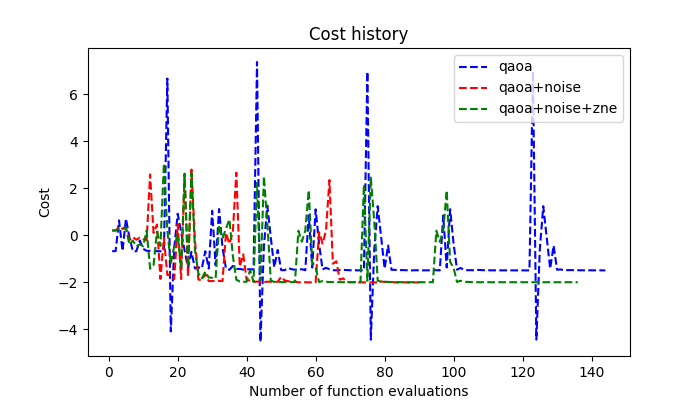 Cost history
qaoa
qaoa+noise
qaoa+noise+zne
6
4
2
0
−2
−4
Cost
0 20 40 60 80 100 120 140
Number of function evaluations